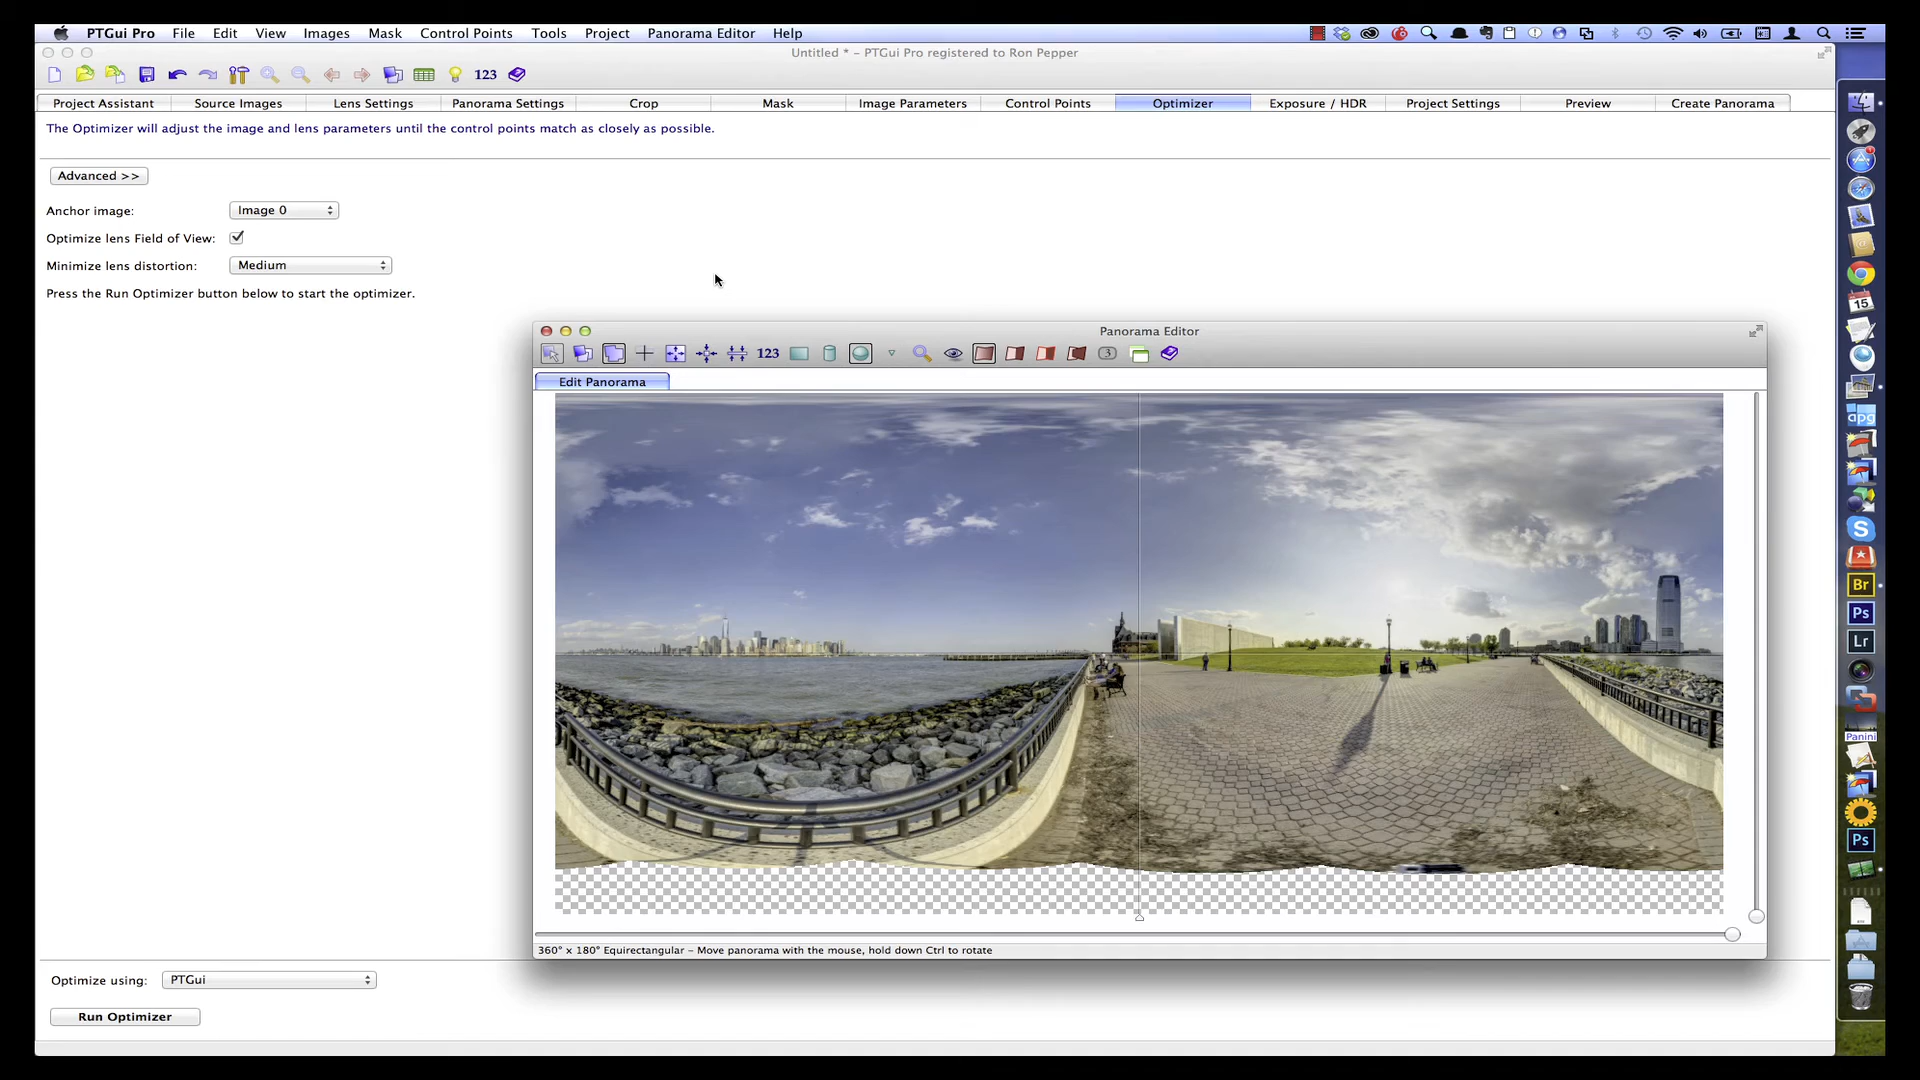 PTGui Pro File Edit View Images Mask Control Points Tools Project Panorama Editor Help
Untitled * - PTGui Pro registered to Ron Pepper
123
Project Assistant Source Images Lens Settings Panorama Settings Crop Mask Image Parameters Control Points Optimizer Exposure / HDR Project Settings Preview Create Panorama
The Optimizer will adjust the image and lens parameters until the control points match as closely as possible.
Advanced >>
Anchor image: Image 0
Optimize lens Field of View:
Minimize lens distortion: Medium
Press the Run Optimizer button below to start the optimizer.
Panorama Editor
123 3
Edit Panorama
360° x 180° Equirectangular - Move panorama with the mouse, hold down Ctrl to rotate
Optimize using: PTGui
Run Optimizer
15
apg
S
Br
Ps
Lr
Panini
Ps